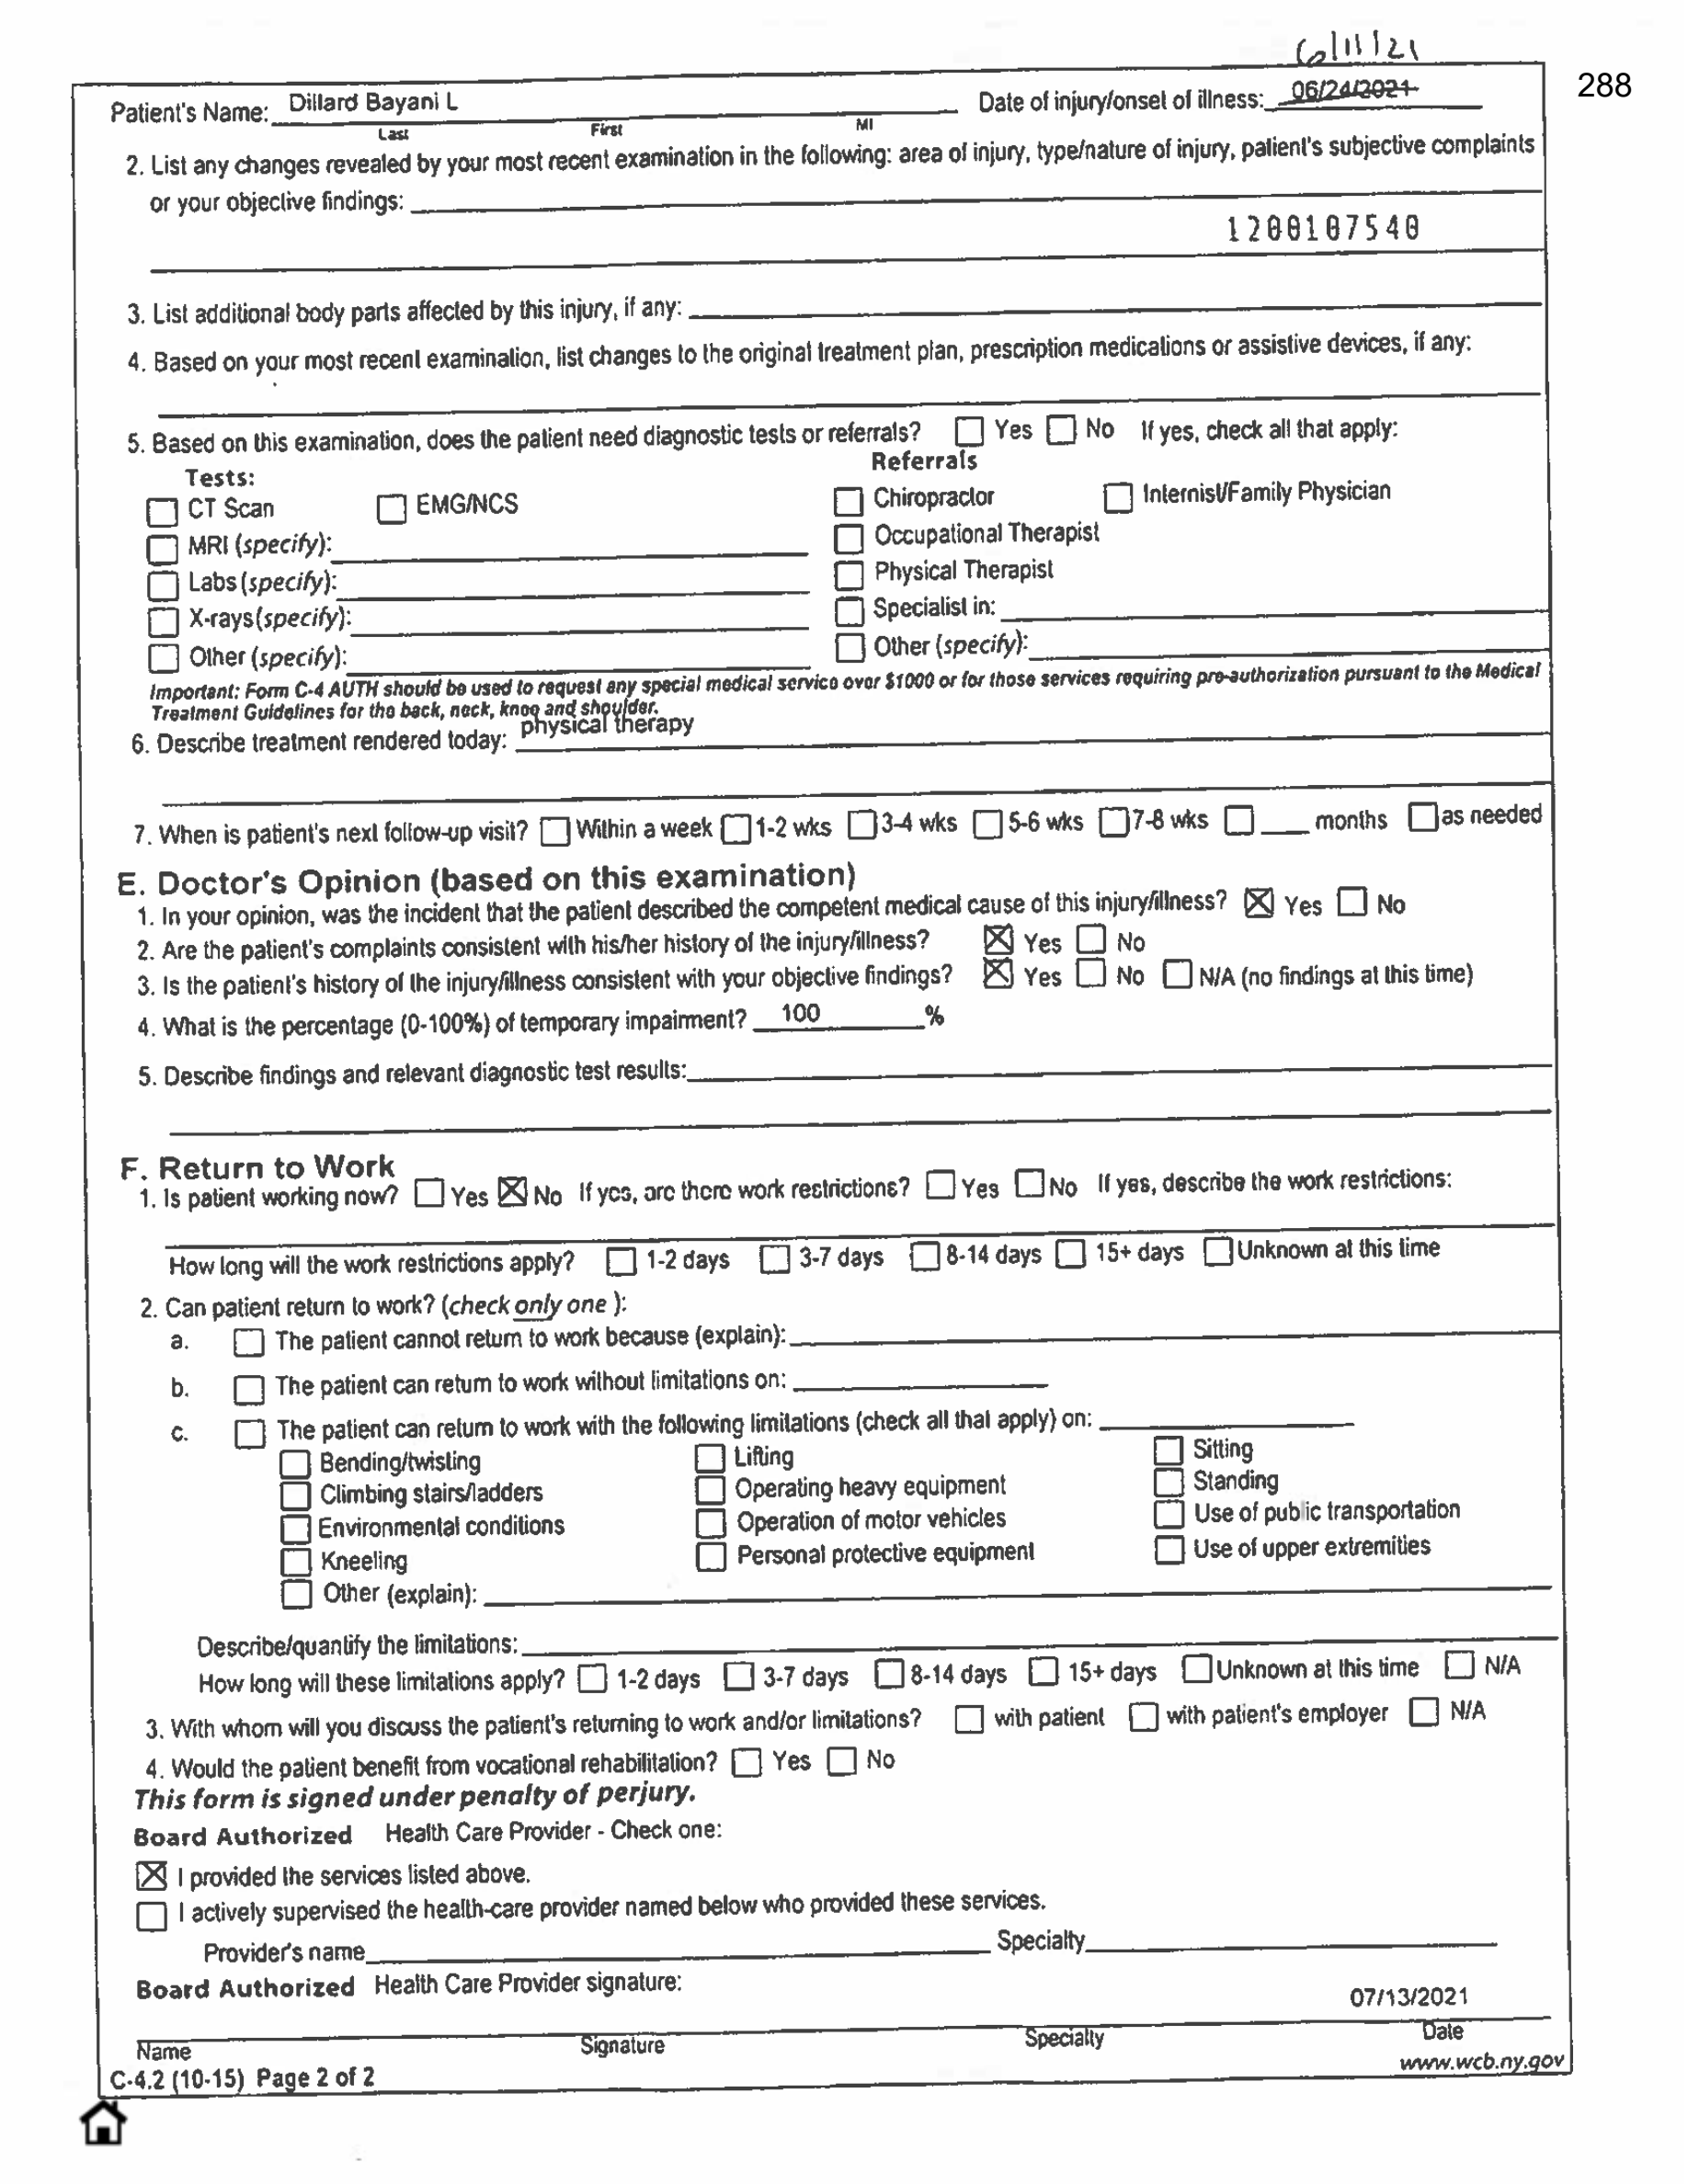 6/11/21
288
Patient's Name: Dillard Bayani L Date of injury/onset of illness: 06/24/2021
Last First MI
2. List any changes revealed by your most recent examination in the following: area of injury, type/nature of injury, patient's subjective complaints
or your objective findings:
1200107540
3. List additional body parts affected by this injury, if any:
4. Based on your most recent examination, list changes to the original treatment plan, prescription medications or assistive devices, if any:
5. Based on this examination, does the patient need diagnostic tests or referrals? Yes No If yes, check all that apply:
Tests: Referrals
CT Scan EMG/NCS Chiropractor Internist/Family Physician
MRI (specify): Occupational Therapist
Labs (specify): Physical Therapist
X-rays (specify): Specialist in:
Other (specify): Other (specify):
Important: Form C-4 AUTH should be used to request any special medical service over $1000 or for those services requiring pre-authorization pursuant to the Medical
Treatment Guidelines for the back, neck, knee and shoulder.
6. Describe treatment rendered today: physical therapy
7. When is patient's next follow-up visit? Within a week 1-2 wks 3-4 wks 5-6 wks 7-8 wks ___ months as needed
E. Doctor's Opinion (based on this examination)
1. In your opinion, was the incident that the patient described the competent medical cause of this injury/illness? ☒ Yes No
2. Are the patient's complaints consistent with his/her history of the injury/illness? ☒ Yes No
3. Is the patient's history of the injury/illness consistent with your objective findings? ☒ Yes No N/A (no findings at this time)
4. What is the percentage (0-100%) of temporary impairment? 100 %
5. Describe findings and relevant diagnostic test results:
F. Return to Work
1. Is patient working now? Yes ☒ No If yes, are there work restrictions? Yes No If yes, describe the work restrictions:
How long will the work restrictions apply? 1-2 days 3-7 days 8-14 days 15+ days Unknown at this time
2. Can patient return to work? (check only one ):
a. The patient cannot return to work because (explain):
b. The patient can return to work without limitations on:
c. The patient can return to work with the following limitations (check all that apply) on:
Bending/twisting Lifting Sitting
Climbing stairs/ladders Operating heavy equipment Standing
Environmental conditions Operation of motor vehicles Use of public transportation
Kneeling Personal protective equipment Use of upper extremities
Other (explain):
Describe/quantify the limitations:
How long will these limitations apply? 1-2 days 3-7 days 8-14 days 15+ days Unknown at this time N/A
3. With whom will you discuss the patient's returning to work and/or limitations? with patient with patient's employer N/A
4. Would the patient benefit from vocational rehabilitation? Yes No
This form is signed under penalty of perjury.
Board Authorized Health Care Provider - Check one:
☒ I provided the services listed above.
I actively supervised the health-care provider named below who provided these services.
Provider's name Specialty
Board Authorized Health Care Provider signature:
07/13/2021
Name Signature Specialty Date
C-4.2 (10-15) Page 2 of 2 www.wcb.ny.gov